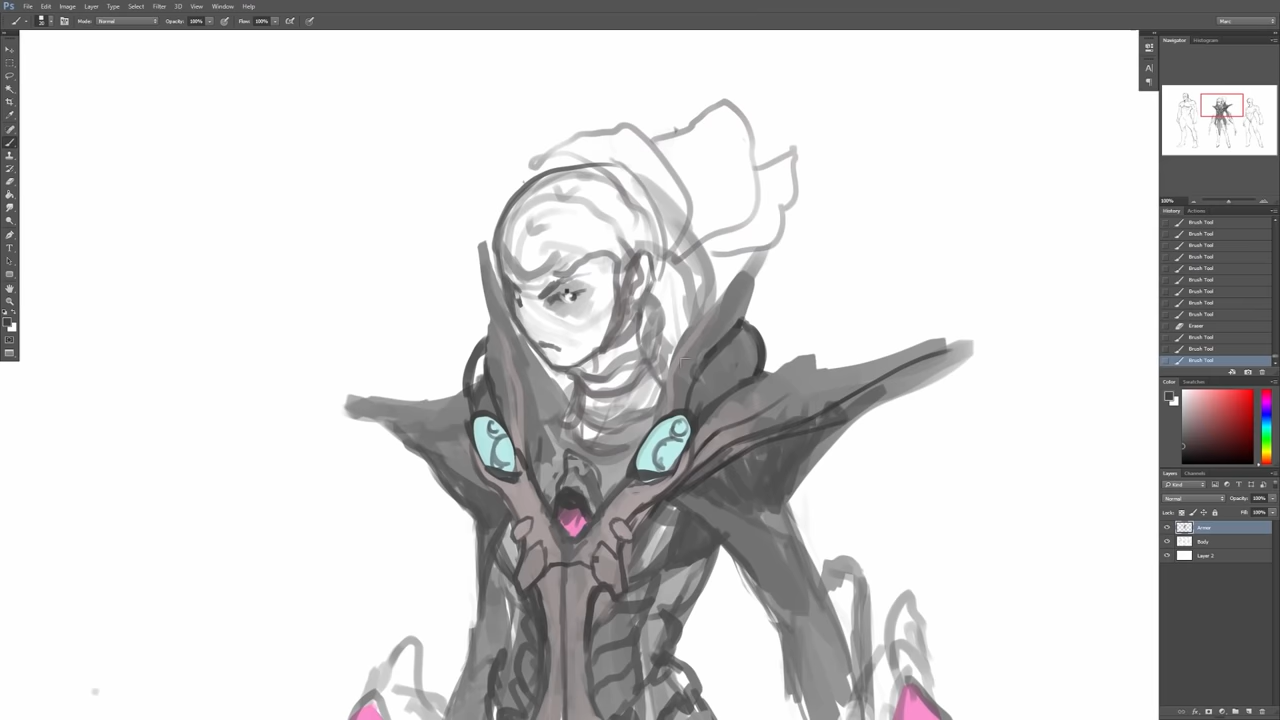 Ps File Edit Image Layer Type Select Filter 3D View Window Help
Mode: Normal Opacity: 100% Flow: 100% Marc
Navigator Histogram
100%
History Actions
Brush Tool
Brush Tool
Brush Tool
Brush Tool
Brush Tool
Brush Tool
Brush Tool
Brush Tool
Brush Tool
Eraser
Brush Tool
Brush Tool
Brush Tool
Color Swatches
Layers Channels
Kind
Normal Opacity: 100%
Lock: Fill: 100%
Armor
Body
Layer 2